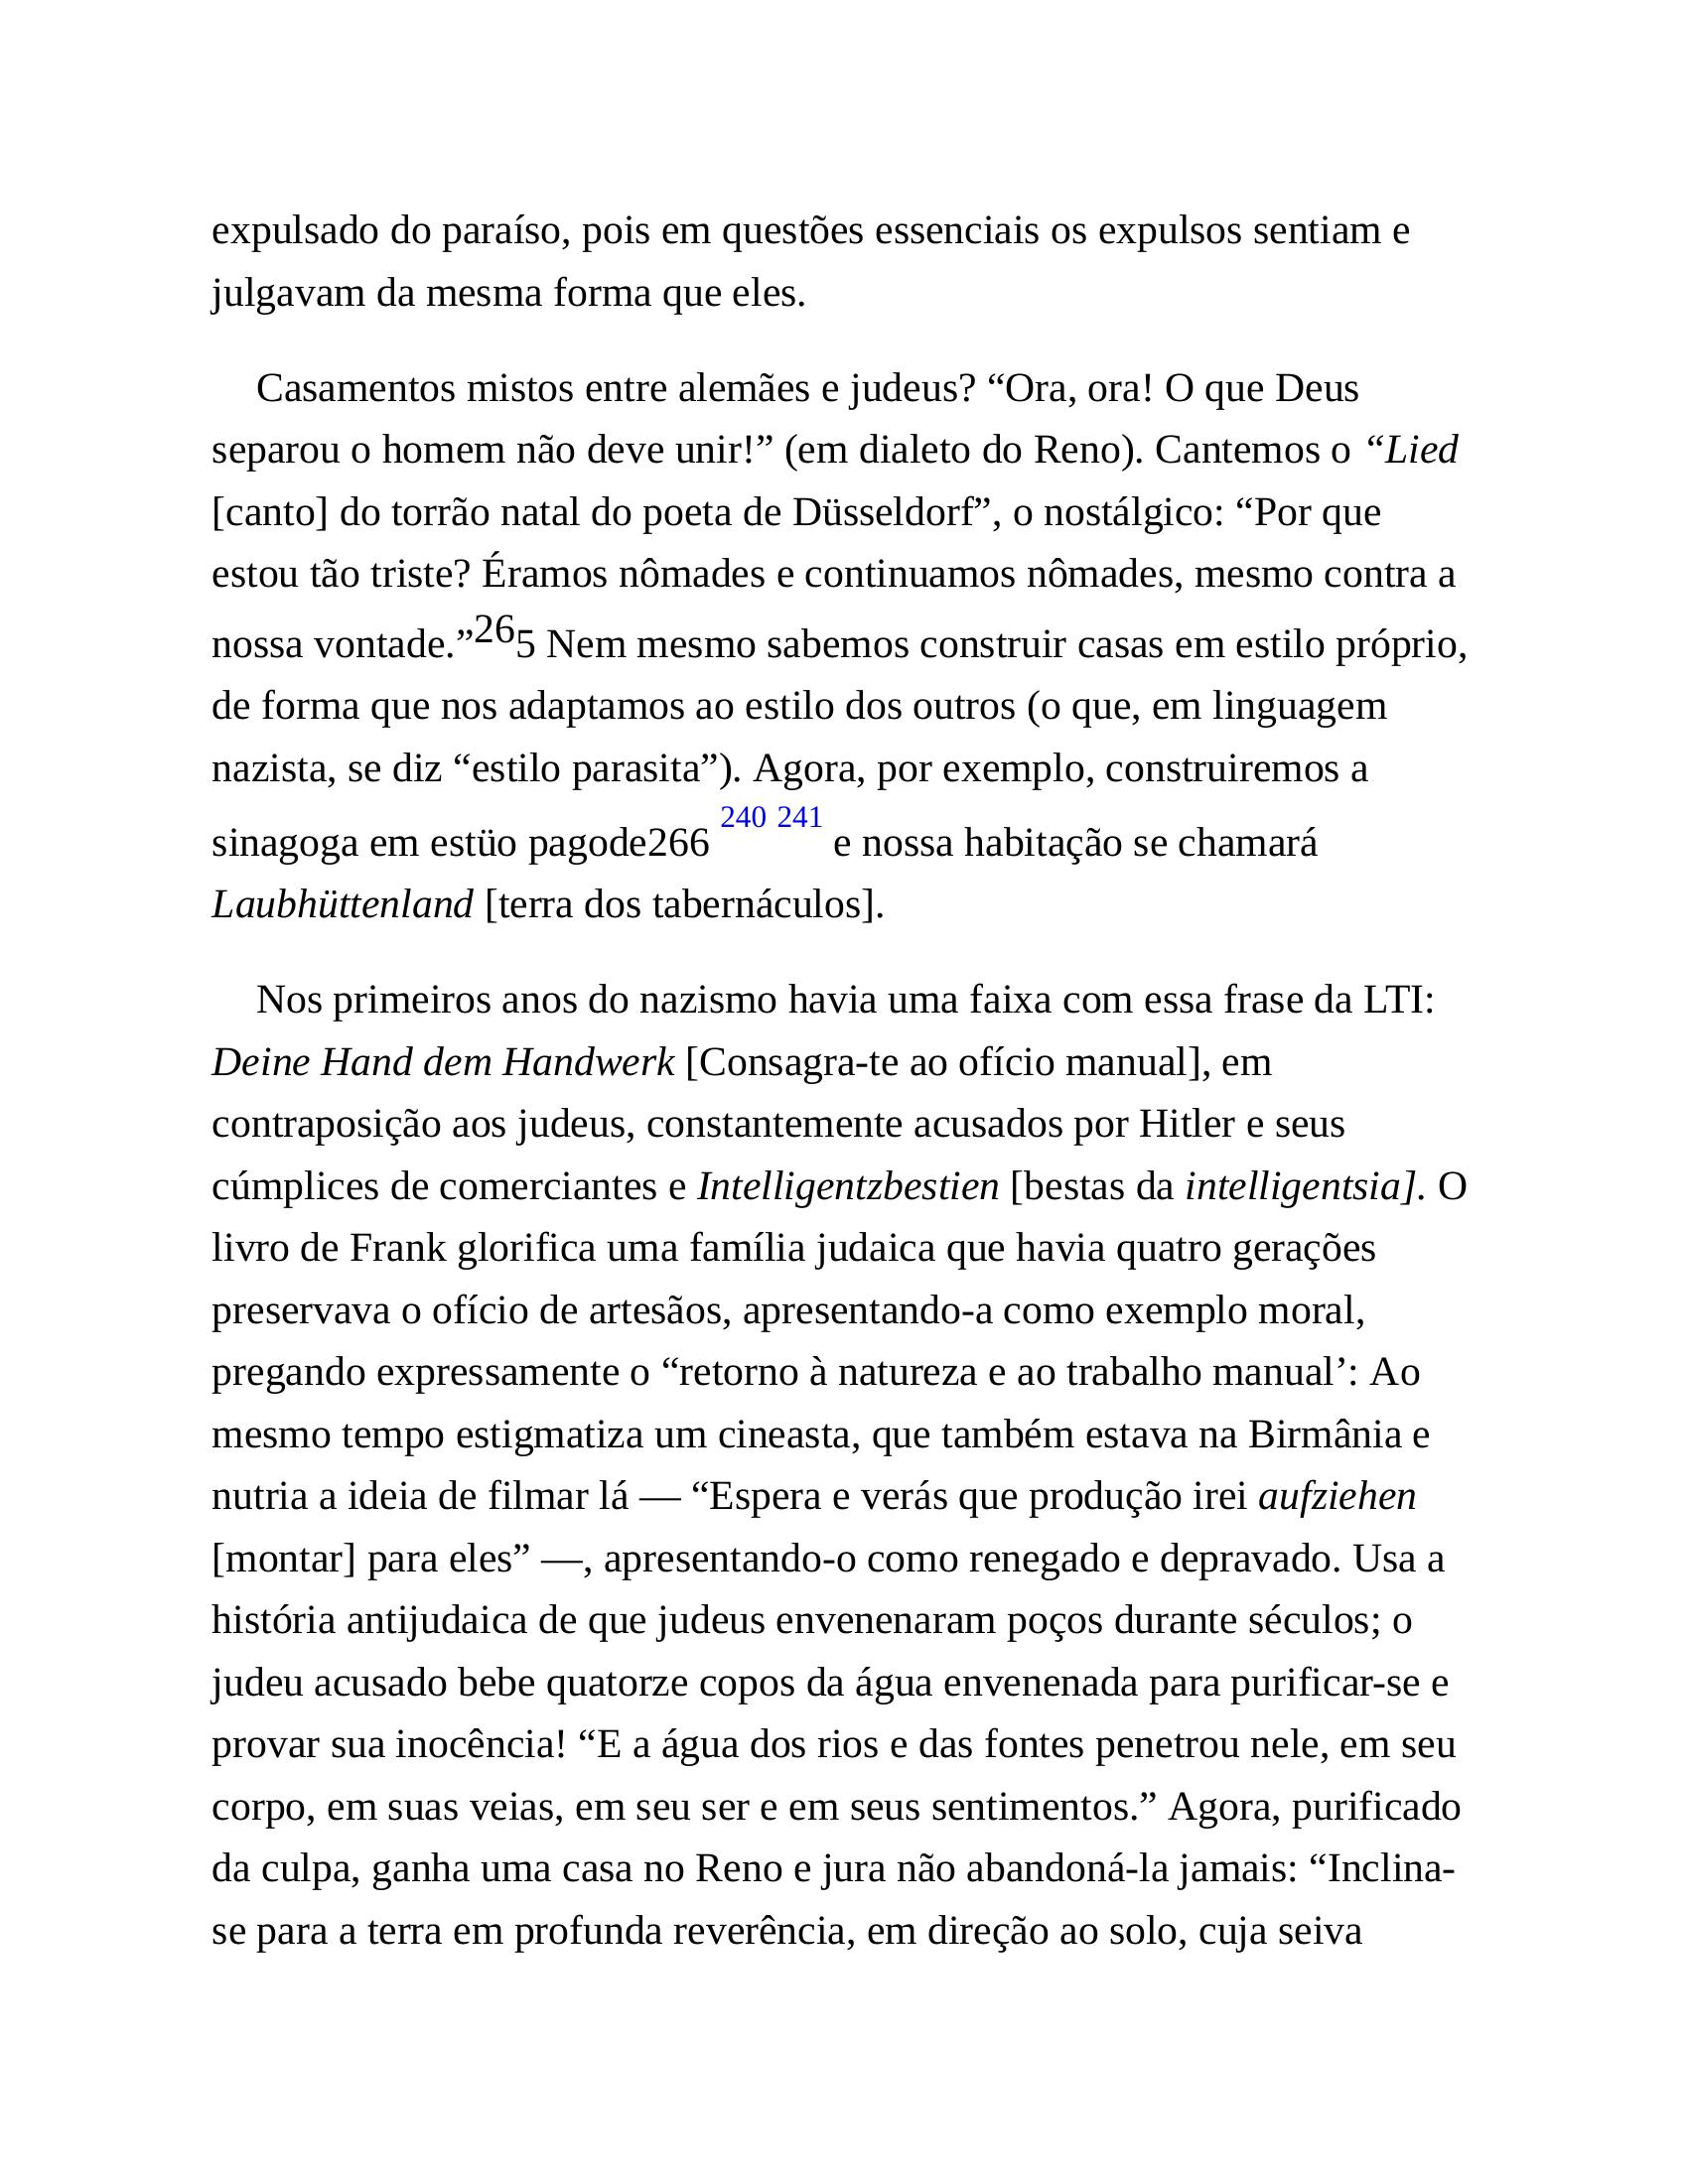 expulsado do paraíso, pois em questões essenciais os expulsos sentiam e
julgavam da mesma forma que eles.
Casamentos mistos entre alemães e judeus? “Ora, ora! O que Deus
separou o homem não deve unir!” (em dialeto do Reno). Cantemos o “Lied
[canto] do torrão natal do poeta de Düsseldorf”, o nostálgico: “Por que
estou tão triste? Éramos nômades e continuamos nômades, mesmo contra a
nossa vontade.”265 Nem mesmo sabemos construir casas em estilo próprio,
de forma que nos adaptamos ao estilo dos outros (o que, em linguagem
nazista, se diz “estilo parasita”). Agora, por exemplo, construiremos a
sinagoga em estüo pagode266 240 241 e nossa habitação se chamará
Laubhüttenland [terra dos tabernáculos].
Nos primeiros anos do nazismo havia uma faixa com essa frase da LTI:
Deine Hand dem Handwerk [Consagra-te ao ofício manual], em
contraposição aos judeus, constantemente acusados por Hitler e seus
cúmplices de comerciantes e Intelligentzbestien [bestas da intelligentsia]. O
livro de Frank glorifica uma família judaica que havia quatro gerações
preservava o ofício de artesãos, apresentando-a como exemplo moral,
pregando expressamente o “retorno à natureza e ao trabalho manual’: Ao
mesmo tempo estigmatiza um cineasta, que também estava na Birmânia e
nutria a ideia de filmar lá — “Espera e verás que produção irei aufziehen
[montar] para eles” —, apresentando-o como renegado e depravado. Usa a
história antijudaica de que judeus envenenaram poços durante séculos; o
judeu acusado bebe quatorze copos da água envenenada para purificar-se e
provar sua inocência! “E a água dos rios e das fontes penetrou nele, em seu
corpo, em suas veias, em seu ser e em seus sentimentos.” Agora, purificado
da culpa, ganha uma casa no Reno e jura não abandoná-la jamais: “Inclina-
se para a terra em profunda reverência, em direção ao solo, cuja seiva